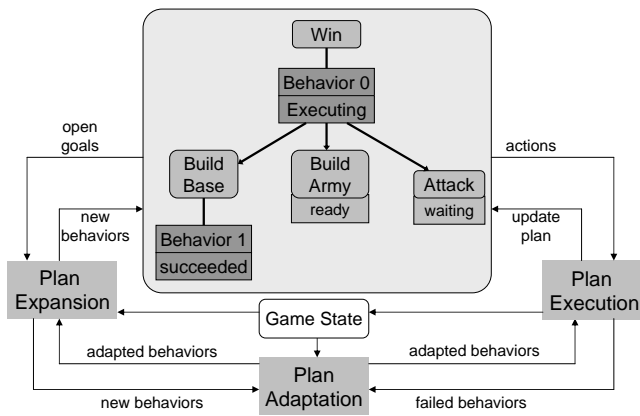 Win
Behavior 0
Executing
open
goals
actions
Build
Base
Build
Army
ready
Attack
waiting
new
behaviors
update
plan
Behavior 1
succeeded
Plan
Expansion
Plan
Execution
Game State
adapted behaviors
adapted behaviors
Plan
Adaptation
new behaviors
failed behaviors